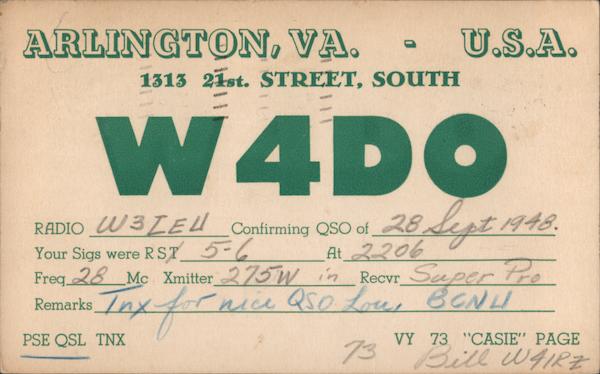 ARLINGTON, VA. - U.S.A.
1313 21st. STREET, SOUTH
W4DO
RADIO W3IEU Confirming QSO of 28 Sept 1948.
Your Sigs were RST 5-6 At 2206
Freq 28 Mc Xmitter 275W in Recvr Super Pro
Remarks Tnx for nice QSO Lou, BCNU
PSE QSL TNX VY 73 "CASIE" PAGE
73 Bill W4IRZ